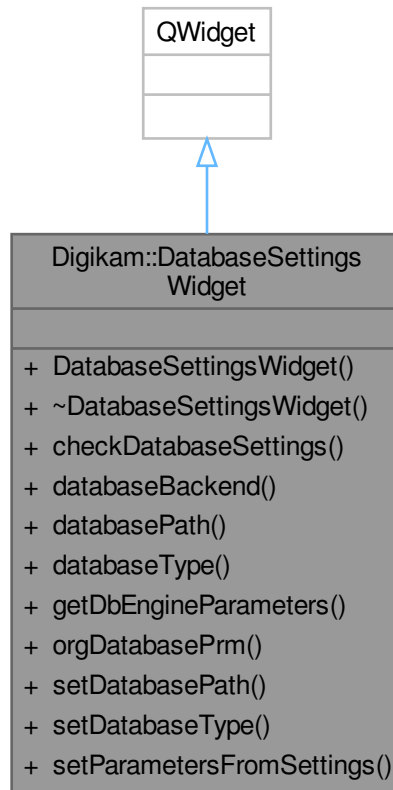 QWidget
Digikam::DatabaseSettings
Widget
+ DatabaseSettingsWidget()
+ ~DatabaseSettingsWidget()
+ checkDatabaseSettings()
+ databaseBackend()
+ databasePath()
+ databaseType()
+ getDbEngineParameters()
+ orgDatabasePrm()
+ setDatabasePath()
+ setDatabaseType()
+ setParametersFromSettings()